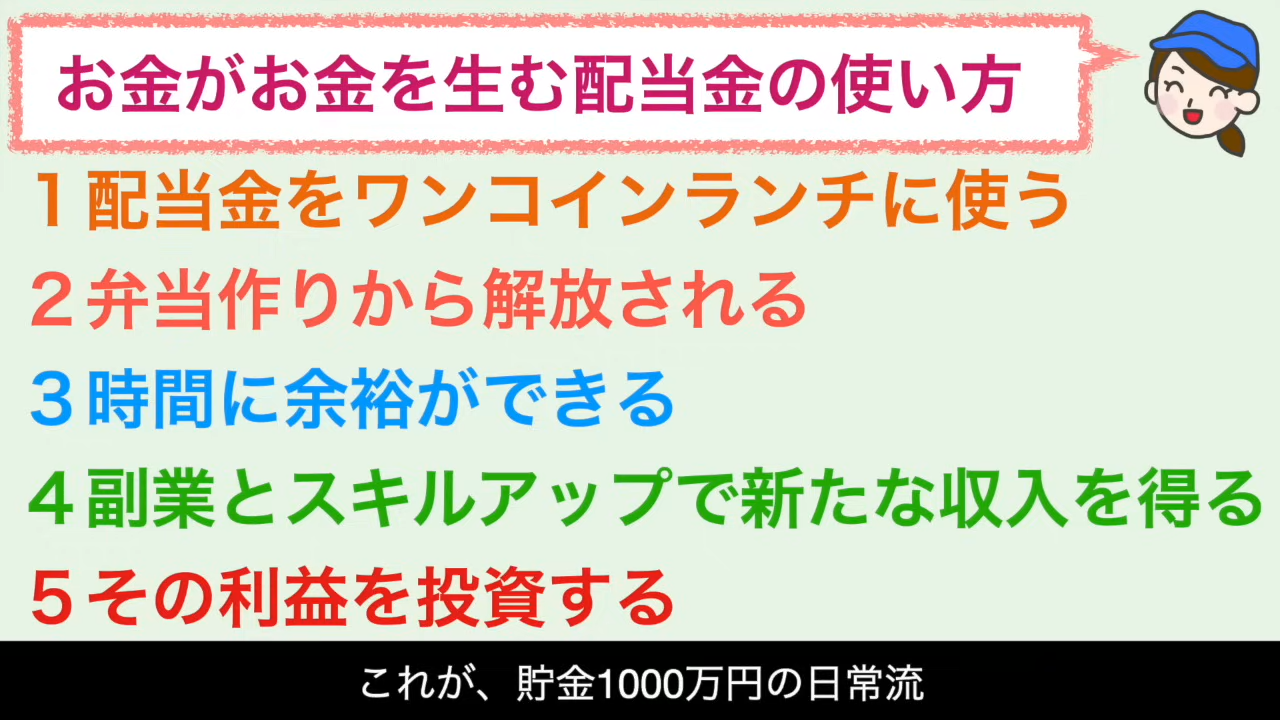 お金がお金を生む配当金の使い方
１配当金をワンコインランチに使う
２弁当作りから解放される
３時間に余裕ができる
４副業とスキルアップで新たな収入を得る
５その利益を投資する
これが、貯金1000万円の日常流